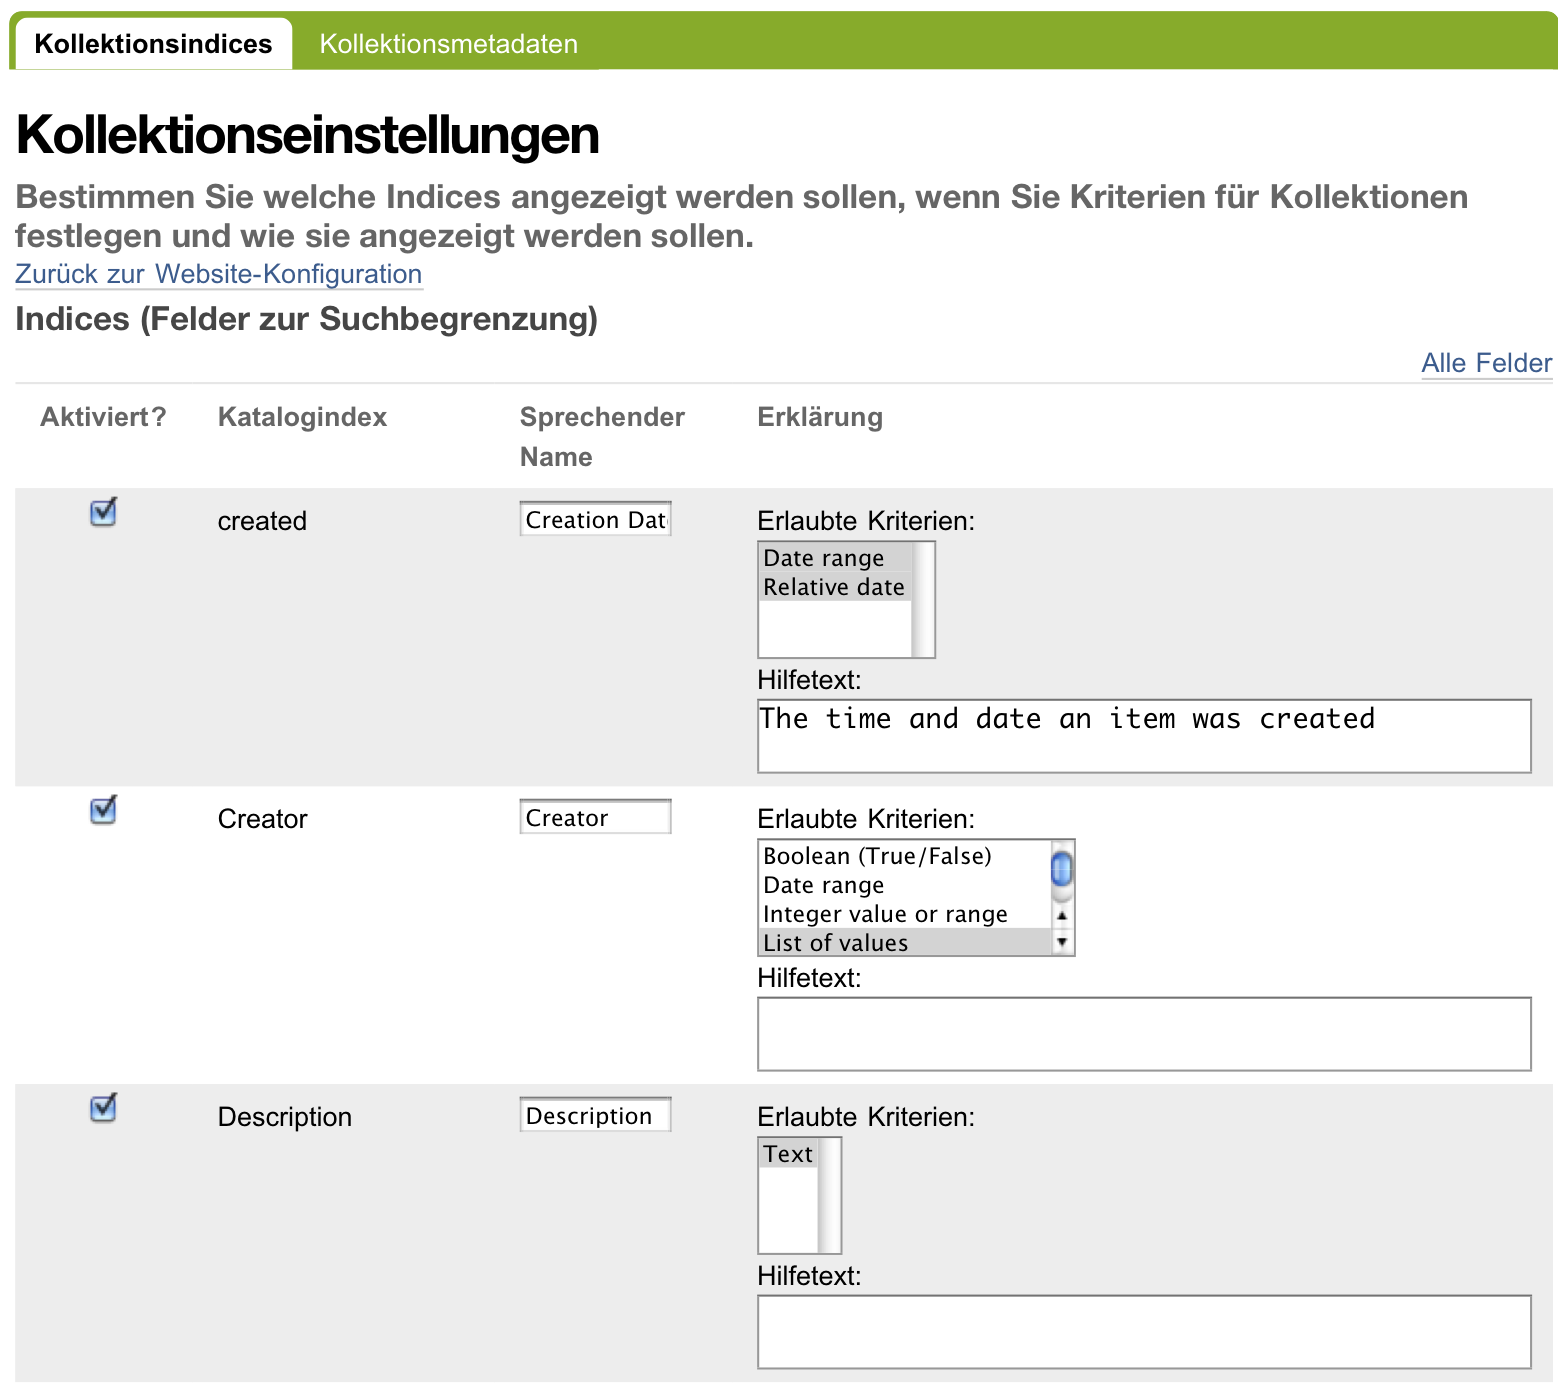 Kollektionsindices Kollektionsmetadaten
Kollektionseinstellungen
Bestimmen Sie welche Indices angezeigt werden sollen, wenn Sie Kriterien für Kollektionen
festlegen und wie sie angezeigt werden sollen.
Zurück zur Website-Konfiguration
Indices (Felder zur Suchbegrenzung)
Alle Felder
Aktiviert? Katalogindex Sprechender Name Erklärung
created Creation Dat Erlaubte Kriterien:
Date range
Relative date
Hilfetext:
The time and date an item was created
Creator Creator Erlaubte Kriterien:
Boolean (True/False)
Date range
Integer value or range
List of values
Hilfetext:
Description Description Erlaubte Kriterien:
Text
Hilfetext: